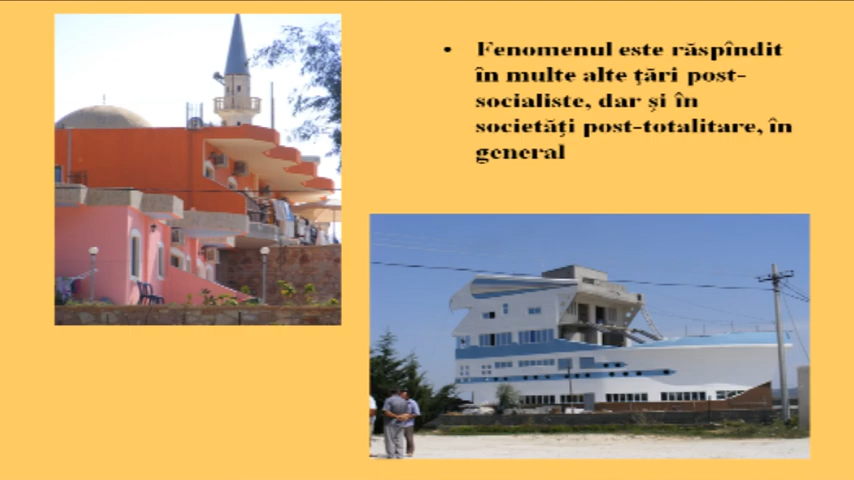 • Fenomenul este răspîndit
în multe alte ţări post-
socialiste, dar şi în
societăţi post-totalitare, în
general